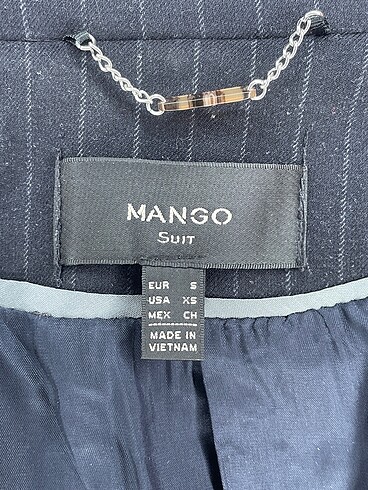 MANGO
SUIT
EUR S
USA XS
MEX CH
MADE IN
VIETNAM